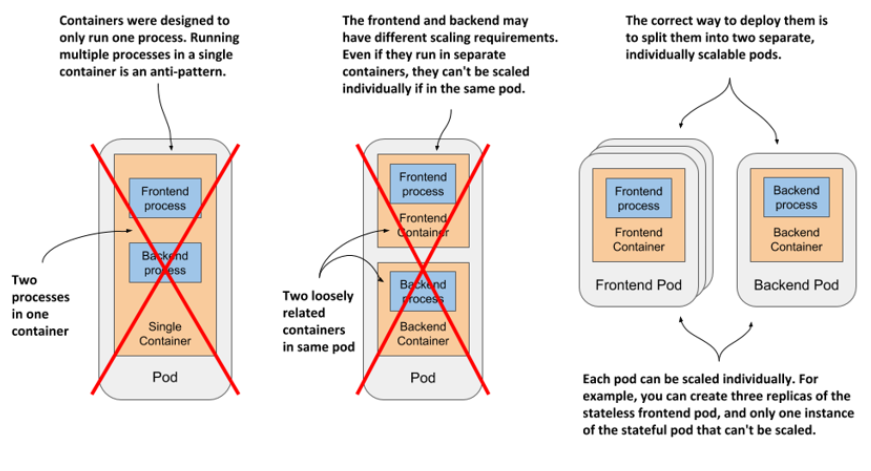 Containers were designed to
only run one process. Running
multiple processes in a single
container is an anti-pattern.
Frontend
process
Backend
process
Single
Container
Pod
Two
processes
in one
container
The frontend and backend may
have different scaling requirements.
Even if they run in separate
containers, they can't be scaled
individually if in the same pod.
Frontend
process
Frontend
Container
Backend
process
Backend
Container
Pod
Two loosely
related
containers
in same pod
The correct way to deploy them is
to split them into two separate,
individually scalable pods.
Frontend
process
Frontend
Container
Frontend Pod
Backend
process
Backend
Container
Backend Pod
Each pod can be scaled individually. For
example, you can create three replicas of the
stateless frontend pod, and only one instance
of the stateful pod that can't be scaled.